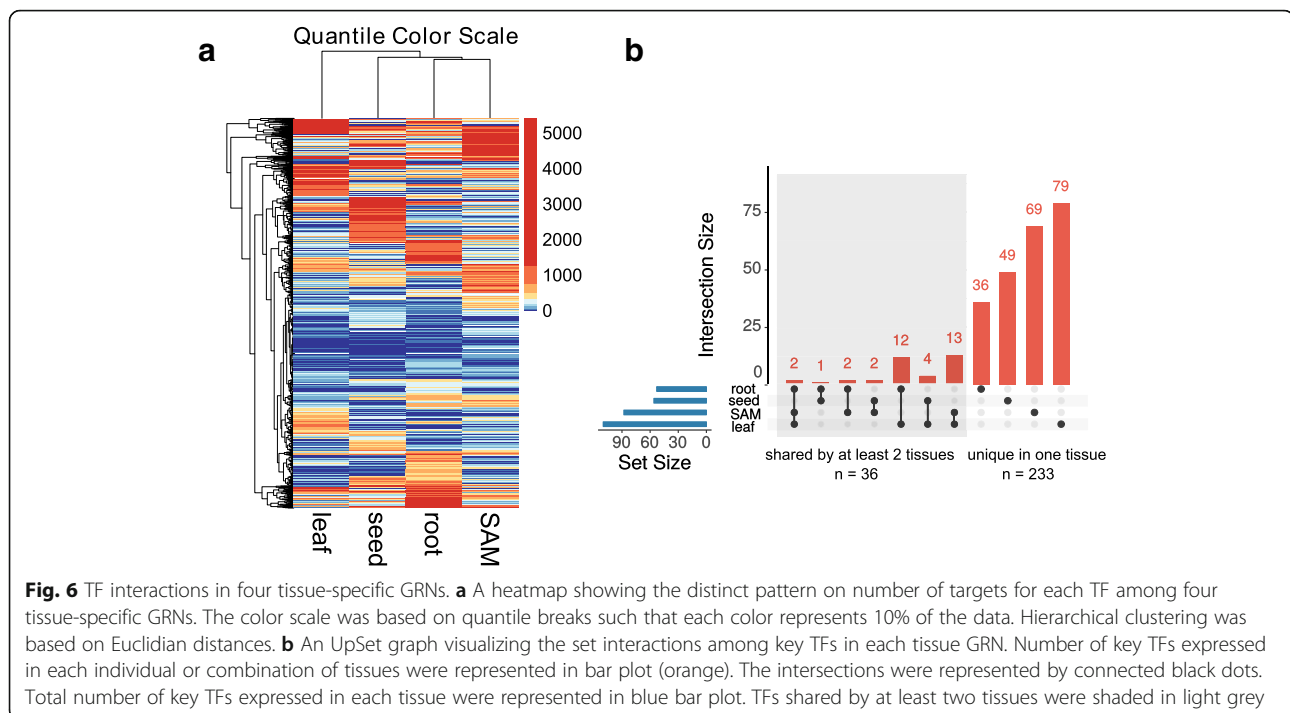 a
Quantile Color Scale
5000
4000
3000
2000
1000
0
leaf
seed
root
SAM
b
Intersection Size
75
50
25
0
2
1
2
2
12
4
13
36
49
69
79
root
seed
SAM
leaf
90 60 30 0
Set Size
shared by at least 2 tissues
n = 36
unique in one tissue
n = 233
Fig. 6 TF interactions in four tissue-specific GRNs. a A heatmap showing the distinct pattern on number of targets for each TF among four
tissue-specific GRNs. The color scale was based on quantile breaks such that each color represents 10% of the data. Hierarchical clustering was
based on Euclidian distances. b An UpSet graph visualizing the set interactions among key TFs in each tissue GRN. Number of key TFs expressed
in each individual or combination of tissues were represented in bar plot (orange). The intersections were represented by connected black dots.
Total number of key TFs expressed in each tissue were represented in blue bar plot. TFs shared by at least two tissues were shaded in light grey